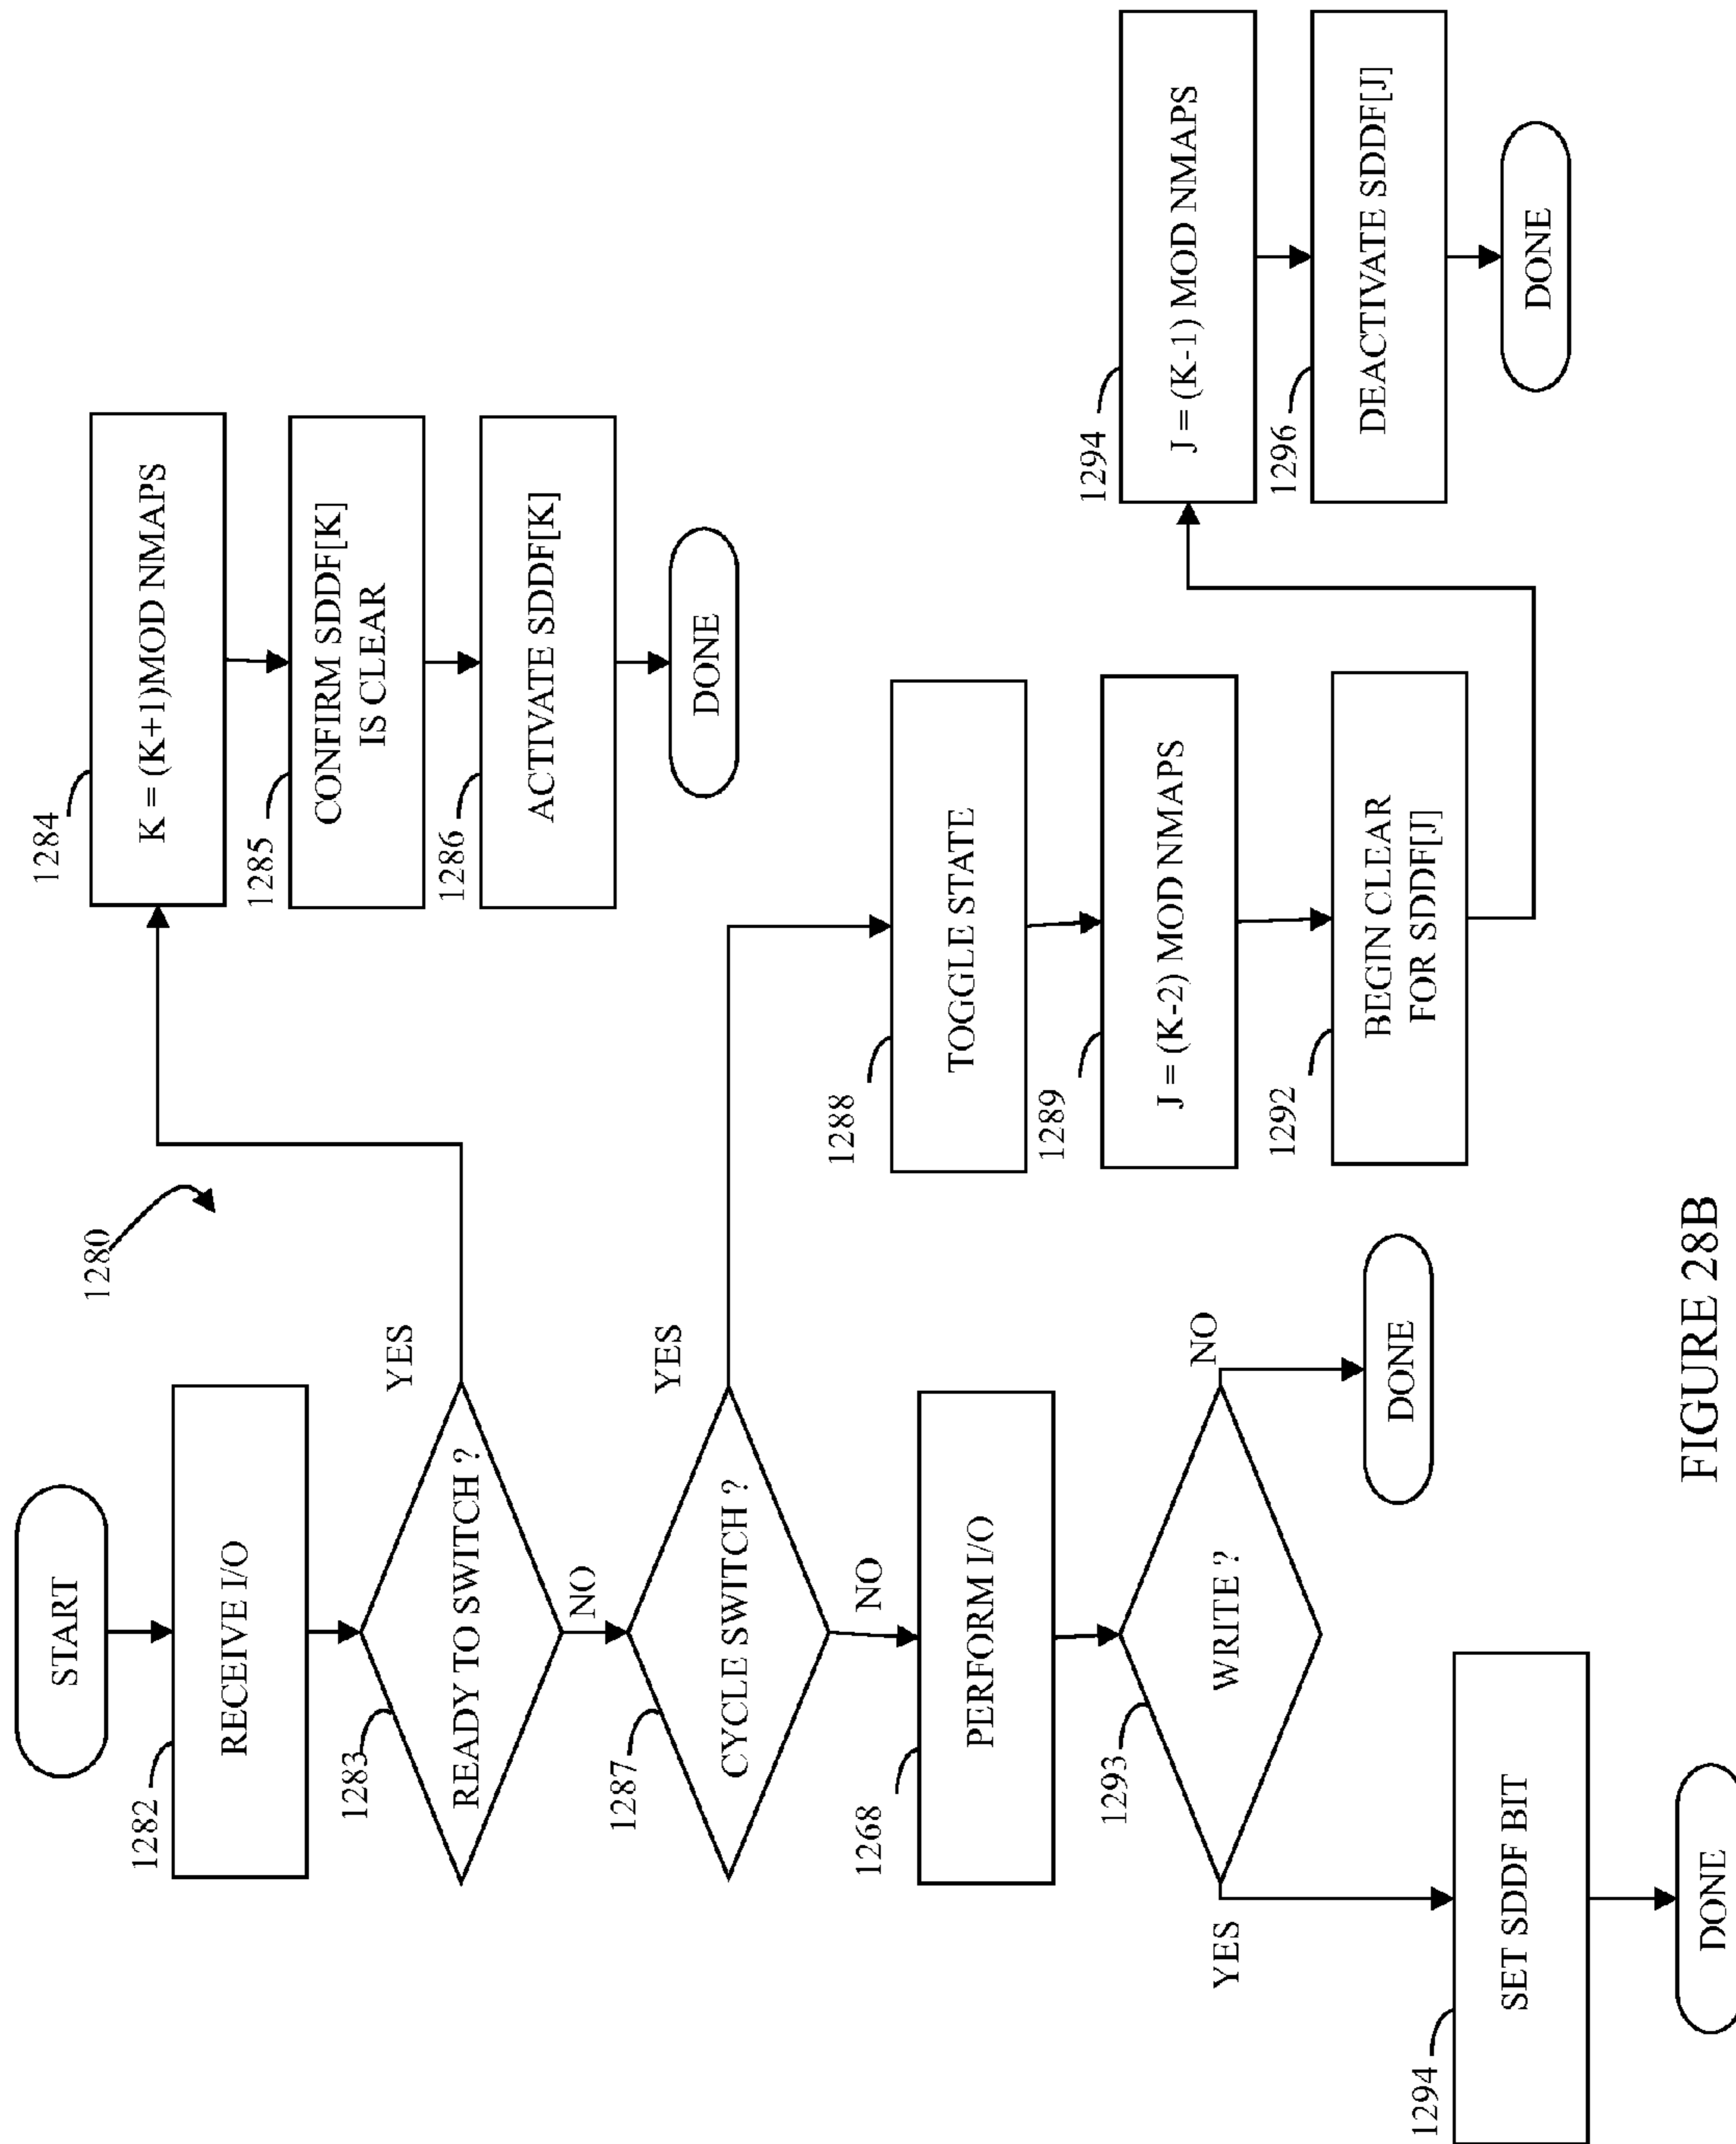 START
1282
RECEIVE I/O
1280
1283
READY TO SWITCH ?
YES
NO
1284
K = (K+1)MOD NMAPS
1285
CONFIRM SDDF[K]
IS CLEAR
1286
ACTIVATE SDDF[K]
DONE
1287
CYCLE SWITCH ?
YES
NO
1288
TOGGLE STATE
1289
J = (K-2) MOD NMAPS
1292
BEGIN CLEAR
FOR SDDF[J]
1294
J = (K-1) MOD NMAPS
1296
DEACTIVATE SDDF[J]
DONE
1268
PERFORM I/O
1293
WRITE ?
NO
DONE
YES
1294
SET SDDF BIT
DONE
FIGURE 28B